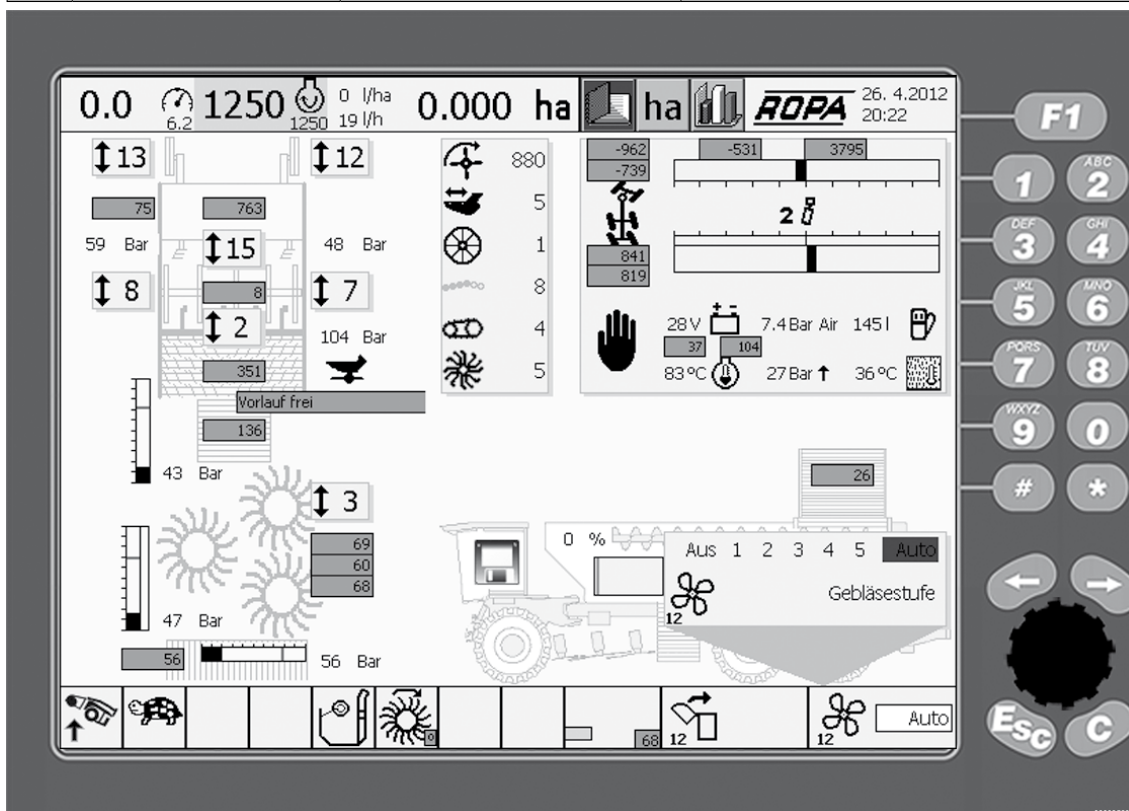 0.0 6.2 1250 1250 0 l/ha 0.000 ha ha ROPA 26. 4.2012
19 l/h 20:22
F1
13 12
75 763
59 Bar 15 48 Bar
8 8 7
2 104 Bar
351
Vorlauf frei
136
43 Bar
3
69
60
68
47 Bar
56 56 Bar
880
5
1
8
4
5
-962 -531 3795
-739
2
841
819
28 V + - 7.4 Bar Air 145 l
37 104
83 °C 27 Bar 36 °C
26
0 %
Aus 1 2 3 4 5 Auto
Gebläsestufe
12
0 68 12 12 Auto
1 ABC 2
DEF 3 GHI 4
JKL 5 MNO 6
PQRS 7 TUV 8
WXYZ 9 0
# *
Esc C